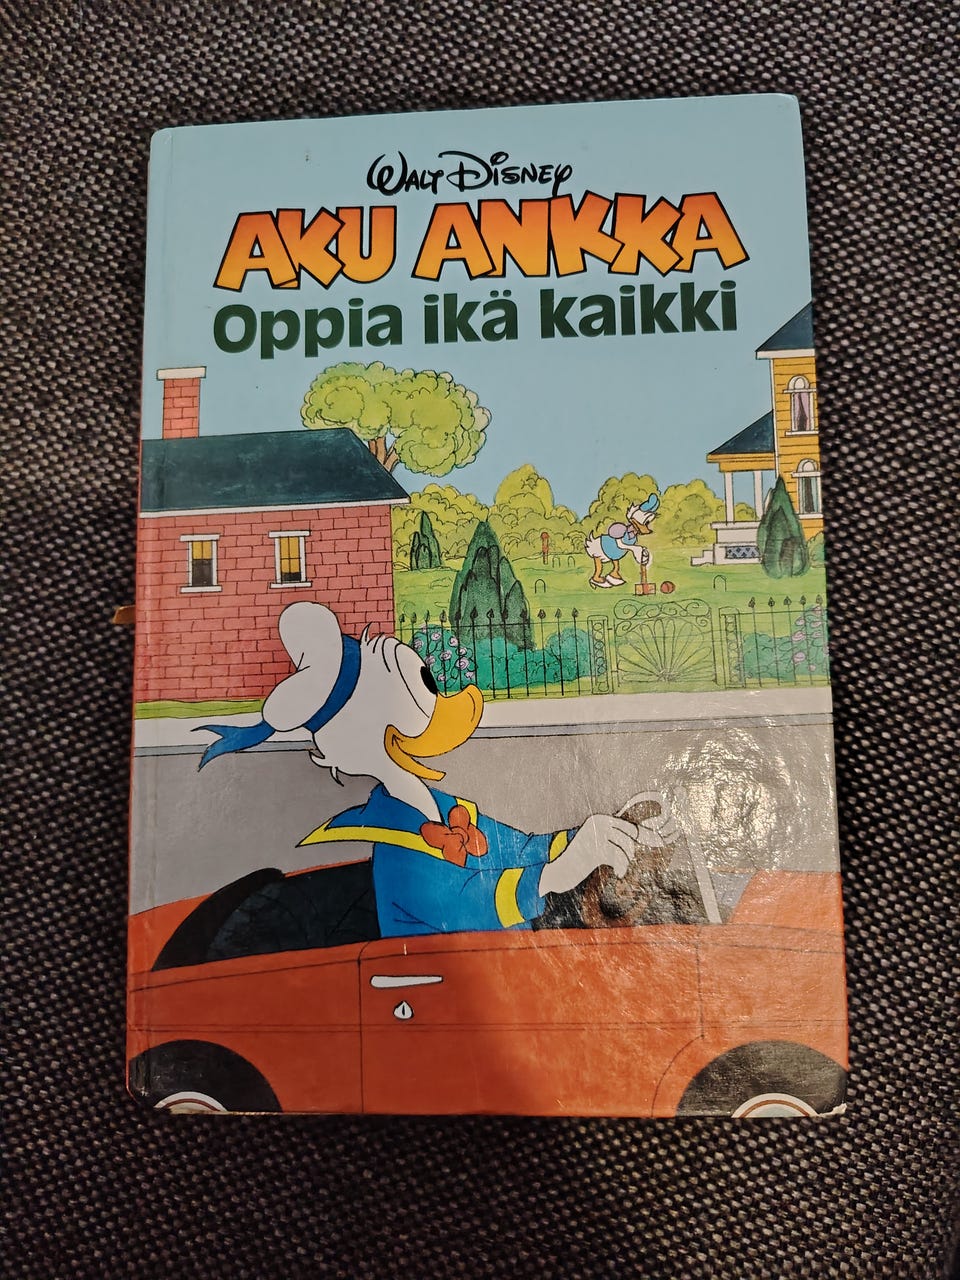 Walt Disney
AKU ANKKA
Oppia ikä kaikki